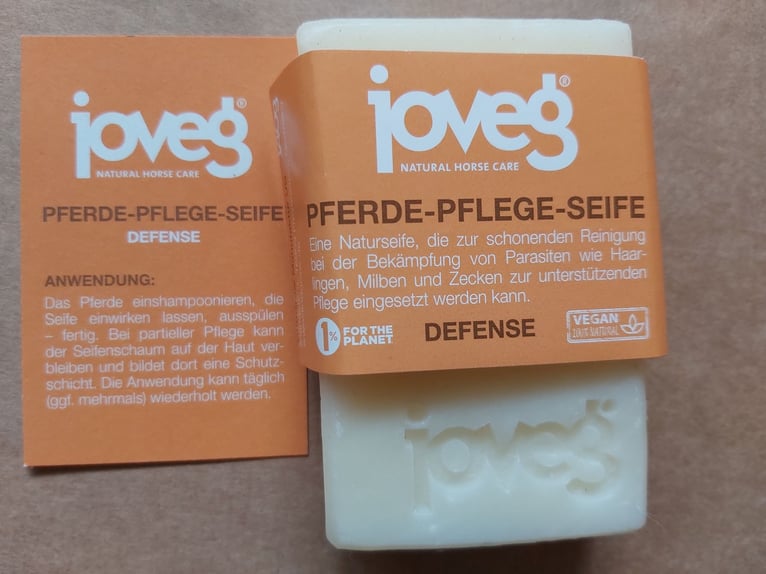 joveg®
NATURAL HORSE CARE
PFERDE-PFLEGE-SEIFE
DEFENSE
ANWENDUNG:
Das Pferde einshampoonieren, die
Seife einwirken lassen, ausspülen
– fertig. Bei partieller Pflege kann
der Seifenschaum auf der Haut ver-
bleiben und bildet dort eine Schutz-
schicht. Die Anwendung kann täglich
(ggf. mehrmals) wiederholt werden.
joveg®
NATURAL HORSE CARE
PFERDE-PFLEGE-SEIFE
Eine Naturseife, die zur schonenden Reinigung
bei der Bekämpfung von Parasiten wie Haar-
lingen, Milben und Zecken zur unterstützenden
Pflege eingesetzt werden kann.
1% FOR THE
PLANET
DEFENSE
VEGAN
100% NATURAL
joveg®